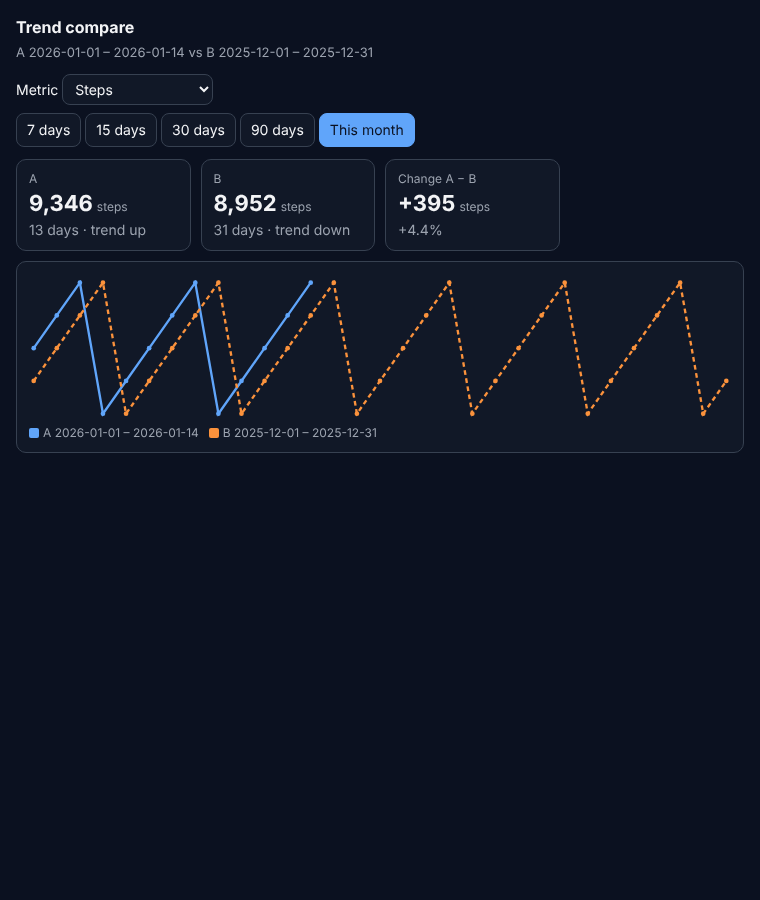 Trend compare
A 2026-01-01 – 2026-01-14 vs B 2025-12-01 – 2025-12-31
Metric Steps
7 days 15 days 30 days 90 days This month
A
9,346 steps
13 days · trend up
B
8,952 steps
31 days · trend down
Change A − B
+395 steps
+4.4%
A 2026-01-01 – 2026-01-14 B 2025-12-01 – 2025-12-31